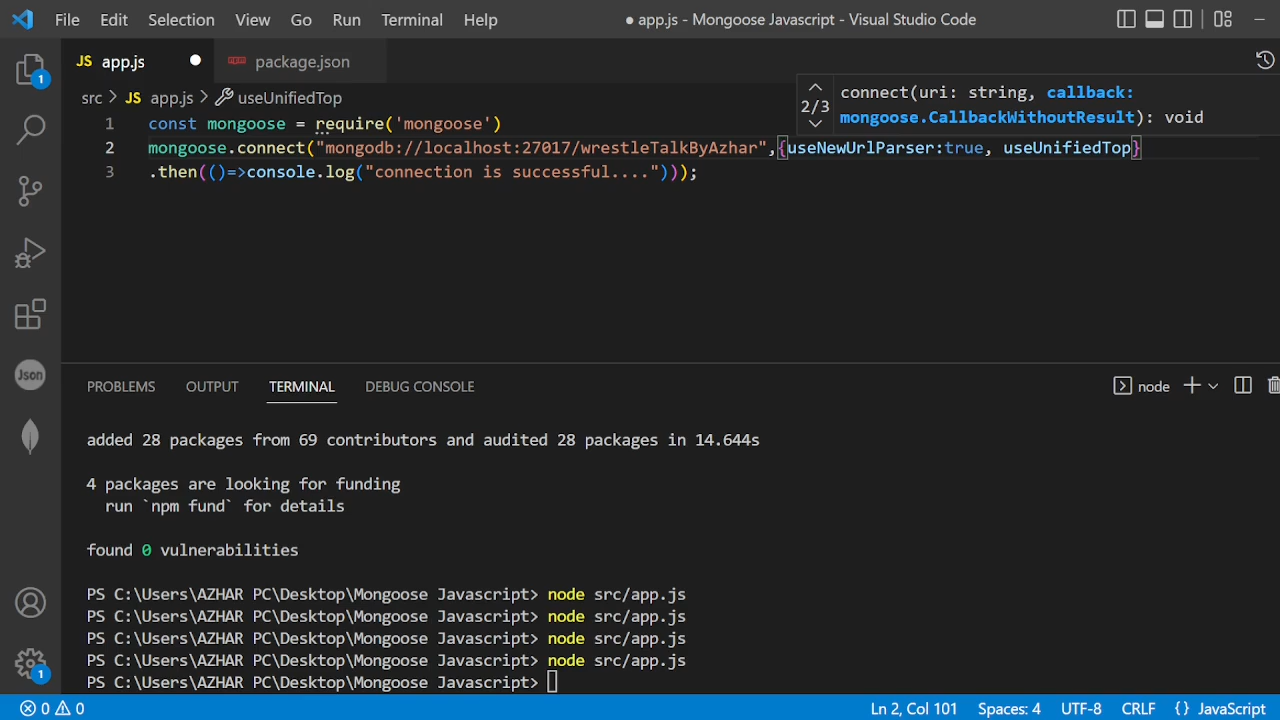 File Edit Selection View Go Run Terminal Help ● app.js - Mongoose Javascript - Visual Studio Code
JS app.js ● package.json
src > JS app.js > useUnifiedTop
connect(uri: string, callback:
2/3
mongoose.CallbackWithoutResult): void
1 const mongoose = require('mongoose')
2 mongoose.connect("mongodb://localhost:27017/wrestleTalkByAzhar",{useNewUrlParser:true, useUnifiedTop}
3 .then(()=>console.log("connection is successful....")));
1
Json
PROBLEMS OUTPUT TERMINAL DEBUG CONSOLE node
added 28 packages from 69 contributors and audited 28 packages in 14.644s
4 packages are looking for funding
run `npm fund` for details
found 0 vulnerabilities
PS C:\Users\AZHAR PC\Desktop\Mongoose Javascript> node src/app.js
PS C:\Users\AZHAR PC\Desktop\Mongoose Javascript> node src/app.js
PS C:\Users\AZHAR PC\Desktop\Mongoose Javascript> node src/app.js
PS C:\Users\AZHAR PC\Desktop\Mongoose Javascript> node src/app.js
PS C:\Users\AZHAR PC\Desktop\Mongoose Javascript>
1
0 0 Ln 2, Col 101 Spaces: 4 UTF-8 CRLF {} JavaScript